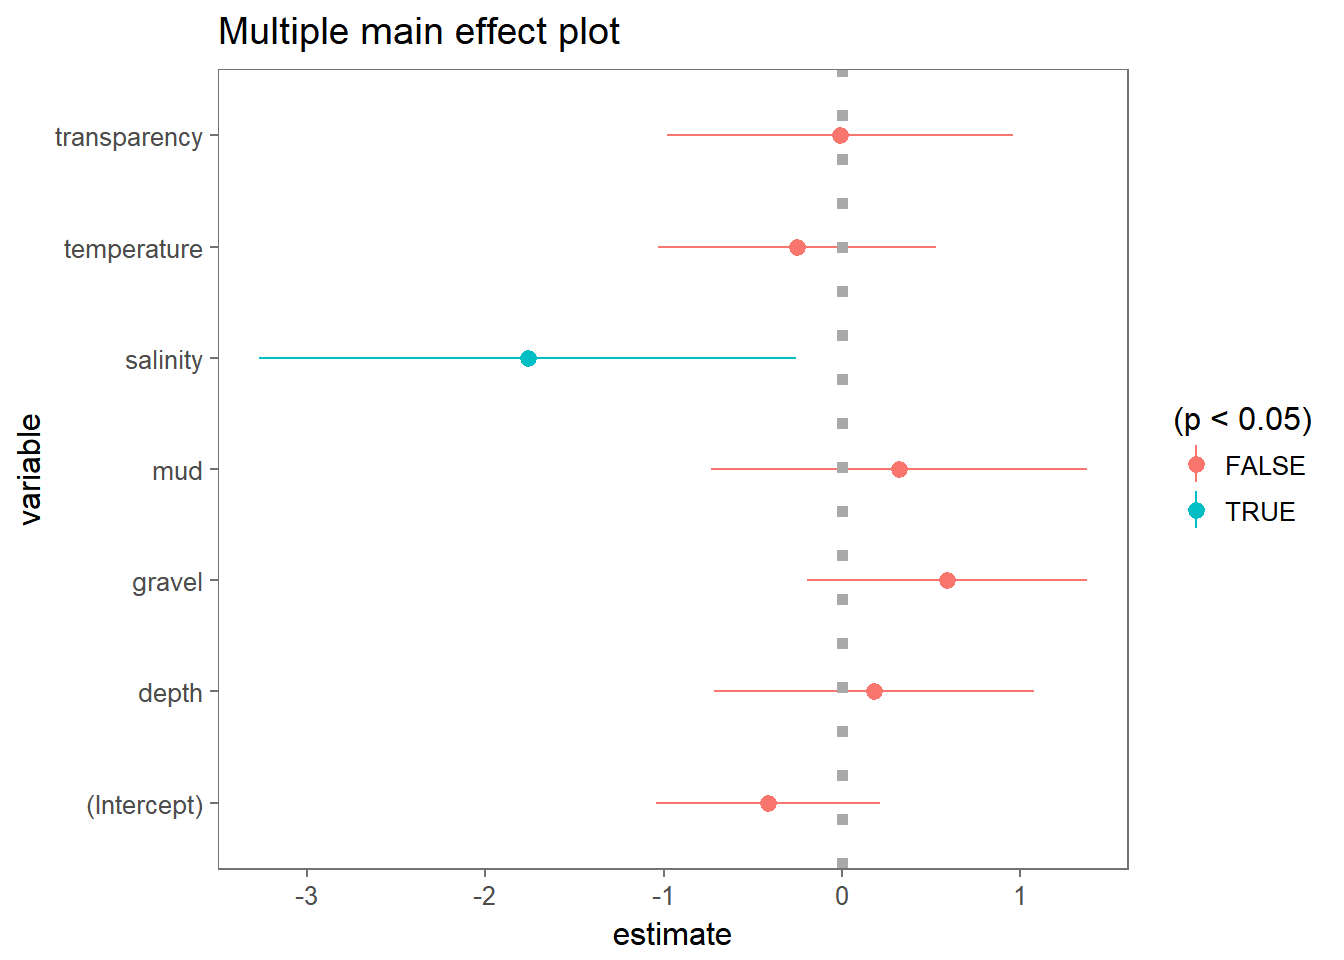 Multiple main effect plot
transparency
temperature
salinity
mud
gravel
depth
(Intercept)
variable
-3 -2 -1 0 1
estimate
(p < 0.05)
FALSE
TRUE